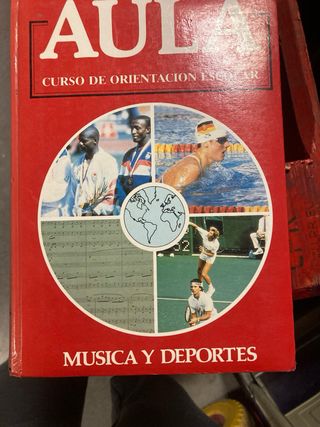 AULA
CURSO DE ORIENTACION ESCOLAR
MUSICA Y DEPORTES